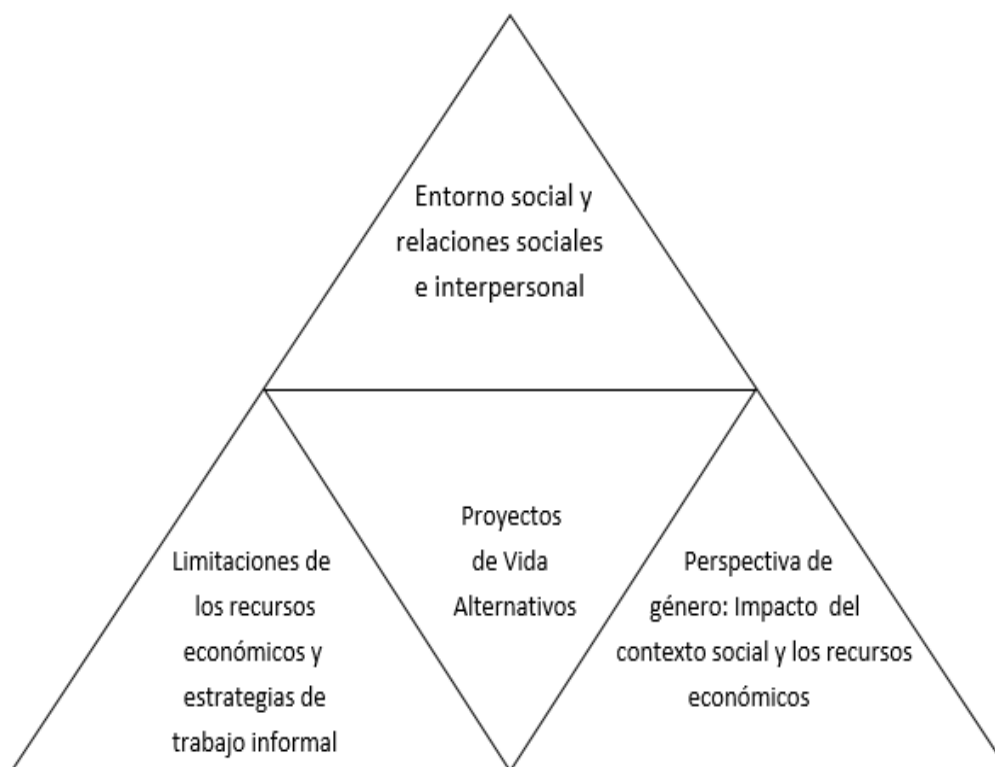 Entorno social y
relaciones sociales
e interpersonal
Limitaciones de
los recursos
económicos y
estrategias de
trabajo informal
Proyectos
de Vida
Alternativos
Perspectiva de
género: Impacto del
contexto social y los recursos
económicos